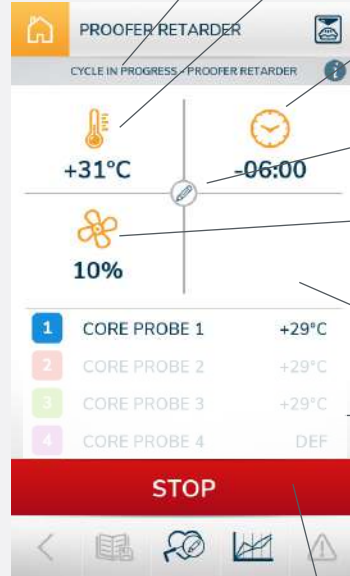 PROOFER RETARDER
CYCLE IN PROGRESS - PROOFER RETARDER
+31°C
-06:00
10%
1 CORE PROBE 1 +29°C
2 CORE PROBE 2 +29°C
3 CORE PROBE 3 +29°C
4 CORE PROBE 4 DEF
STOP